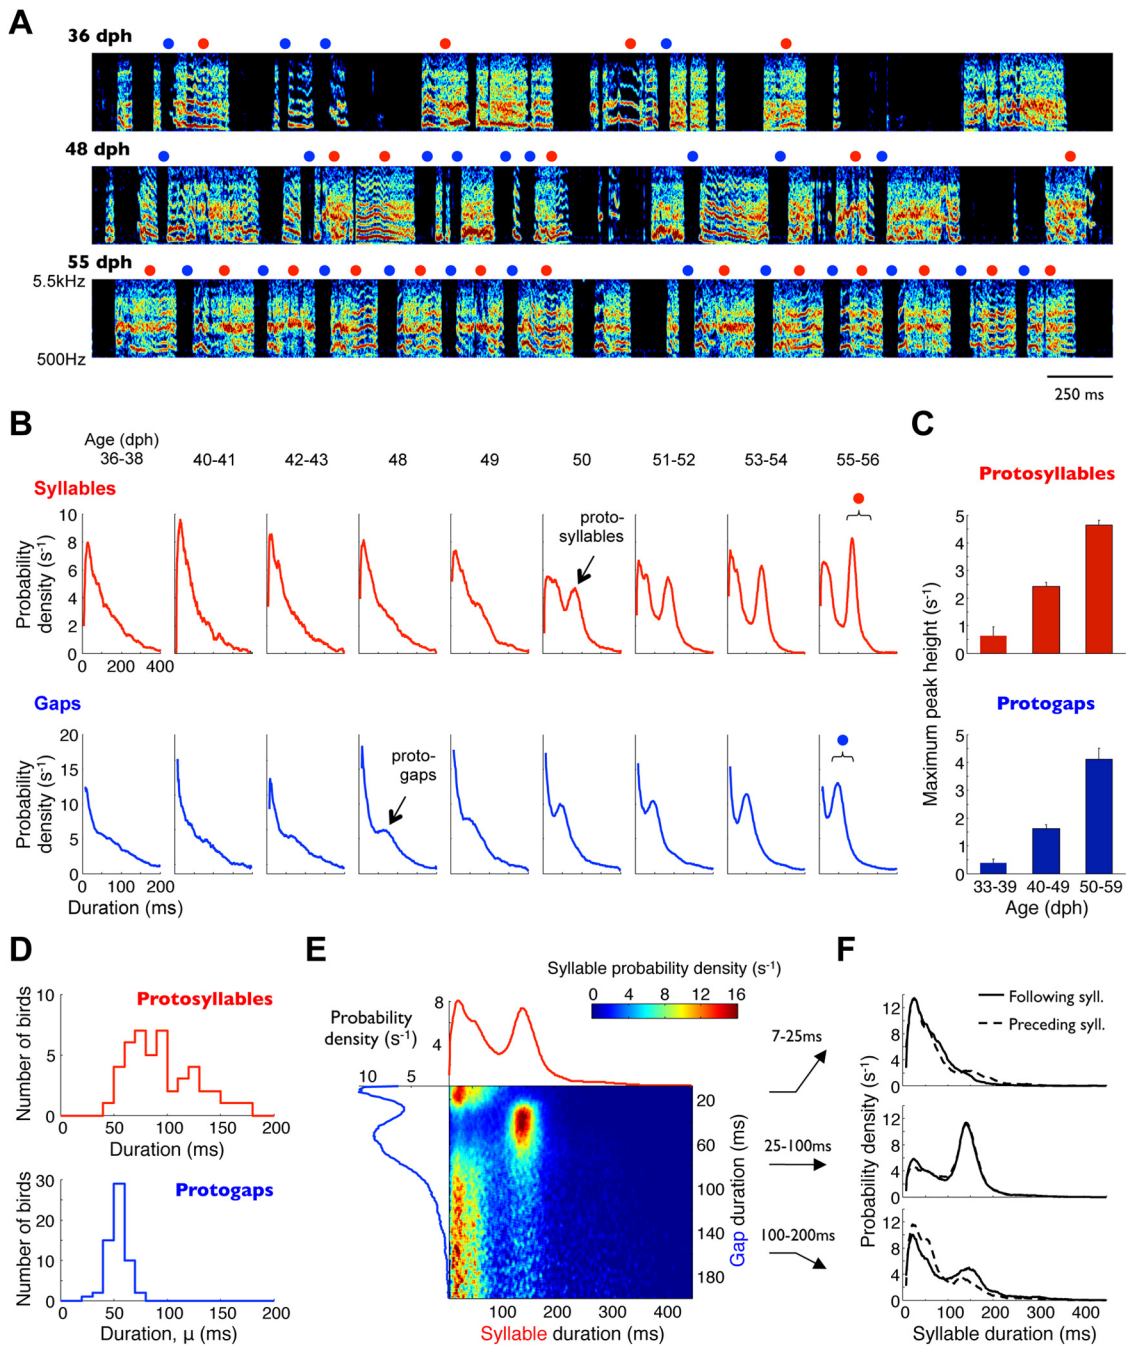 A
36 dph
48 dph
55 dph
5.5kHz
500Hz
250 ms
B
Age (dph)
36-38 40-41 42-43 48 49 50 51-52 53-54 55-56
Syllables
Probability
density (s-1)
10
8
6
4
2
0
0 200 400
proto-
syllables
Gaps
Probability
density (s-1)
20
15
10
5
0
0 100 200
Duration (ms)
proto-
gaps
C
Protosyllables
5
4
3
2
1
0
Maximum peak height (s-1)
Protogaps
5
4
3
2
1
0
33-39 40-49 50-59
Age (dph)
D
Protosyllables
Number of birds
10
5
0
0 50 100 150 200
Duration (ms)
Protogaps
Number of birds
30
20
10
0
0 50 100 150 200
Duration, μ (ms)
E
Syllable probability density (s-1)
0 4 8 12 16
Probability
density (s-1)
10 5
8
4
20
60
100
140
180
Gap duration (ms)
100 200 300 400
Syllable duration (ms)
7-25ms
25-100ms
100-200ms
F
Following syll.
Preceding syll.
Probability density (s-1)
12
8
4
0
12
8
4
0
12
8
4
0
0 100 200 300 400
Syllable duration (ms)